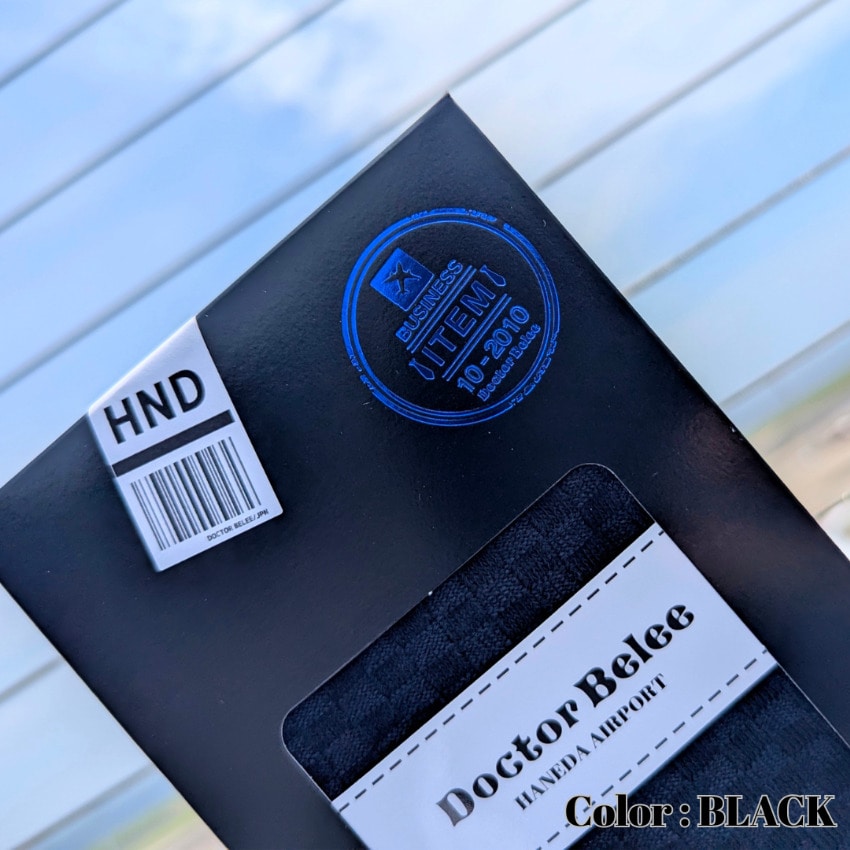 BUSINESS
ITEM
10-2010
Doctor Belee
HND
DOCTOR BELEE/JPN
Doctor Belee
HANEDA AIRPORT
Color : BLACK